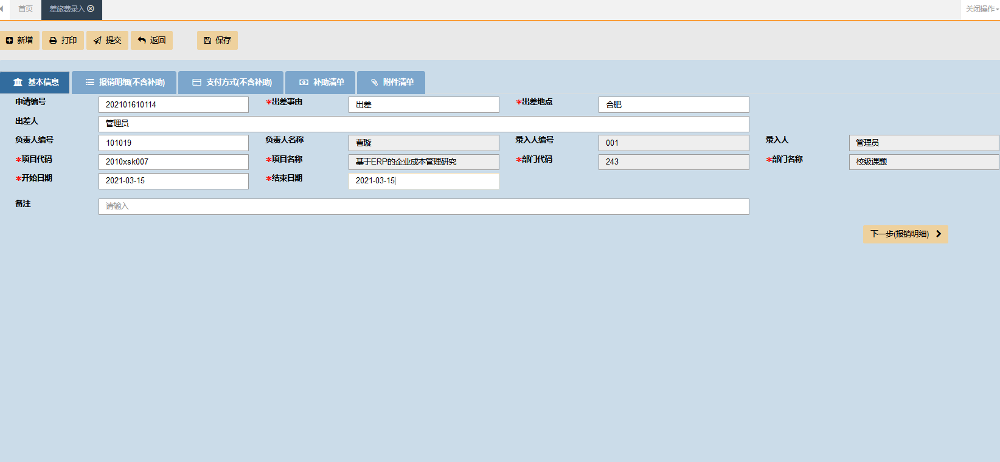 首页 差旅费录入 关闭操作
新增 打印 提交 返回 保存
基本信息 报销明细(不含补助) 支付方式(不含补助) 补助清单 附件清单
申请编号 202101610114 *出差事由 出差 *出差地点 合肥
出差人 管理员
负责人编号 101019 负责人名称 曹璇 录入人编号 001 录入人 管理员
*项目代码 2010xsk007 *项目名称 基于ERP的企业成本管理研究 *部门代码 243 *部门名称 校级课题
*开始日期 2021-03-15 *结束日期 2021-03-15
备注 请输入
下一步(报销明细)